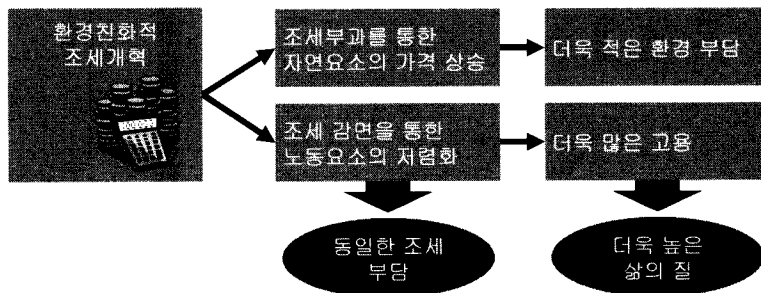 환경친화적
조세개혁
조세부과를 통한
자연요소의 가격 상승
더욱 적은 환경 부담
조세 감면을 통한
노동요소의 저렴화
더욱 많은 고용
동일한 조세
부담
더욱 높은
삶의 질